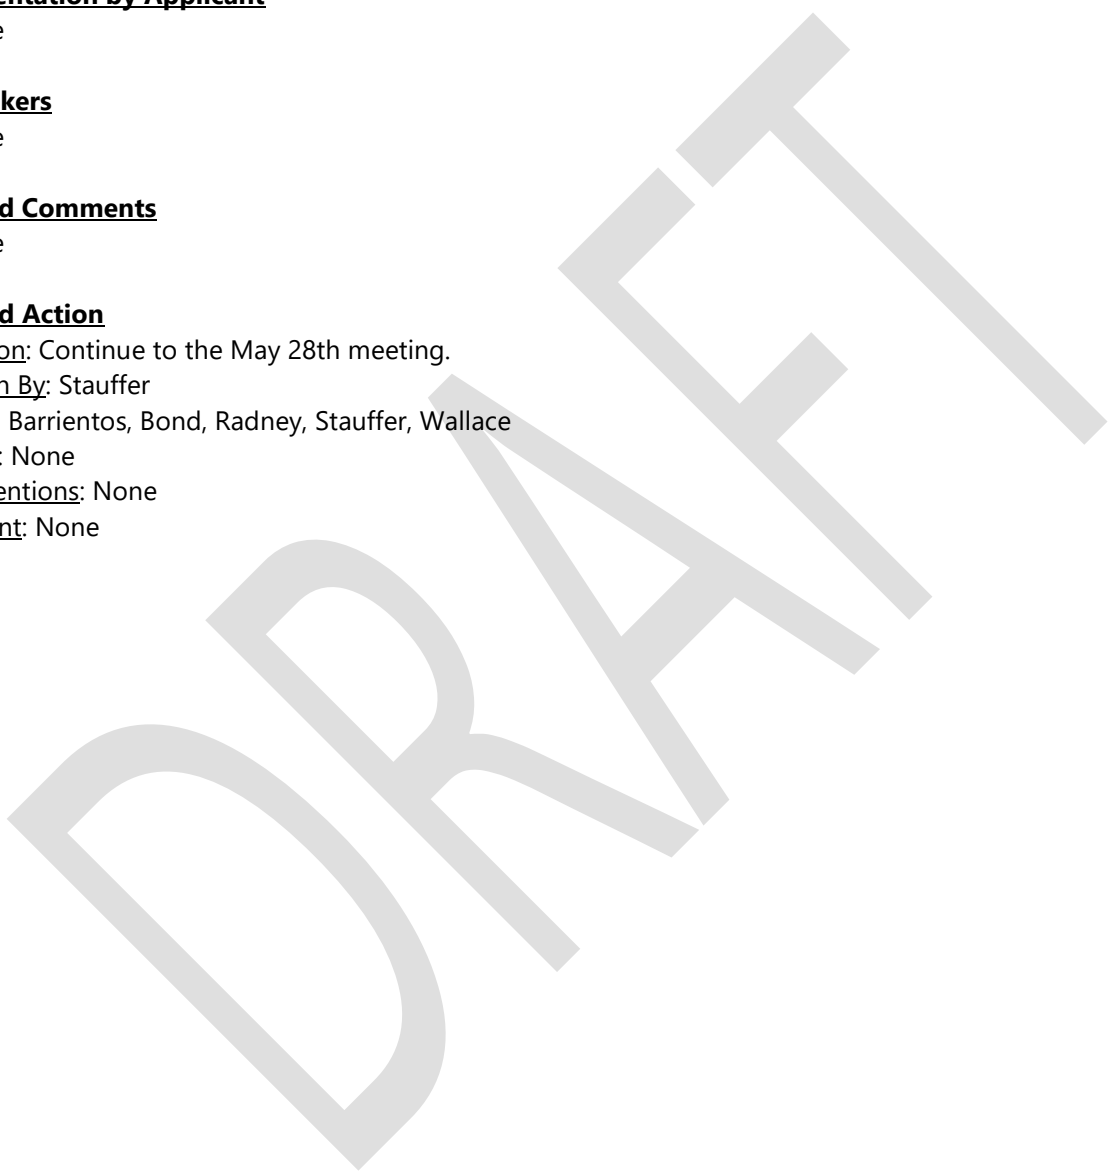 entation by Applicant
e
kers
e
d Comments
e
d Action
on: Continue to the May 28th meeting.
n By: Stauffer
Barrientos, Bond, Radney, Stauffer, Wallace
: None
entions: None
nt: None
DRAFT